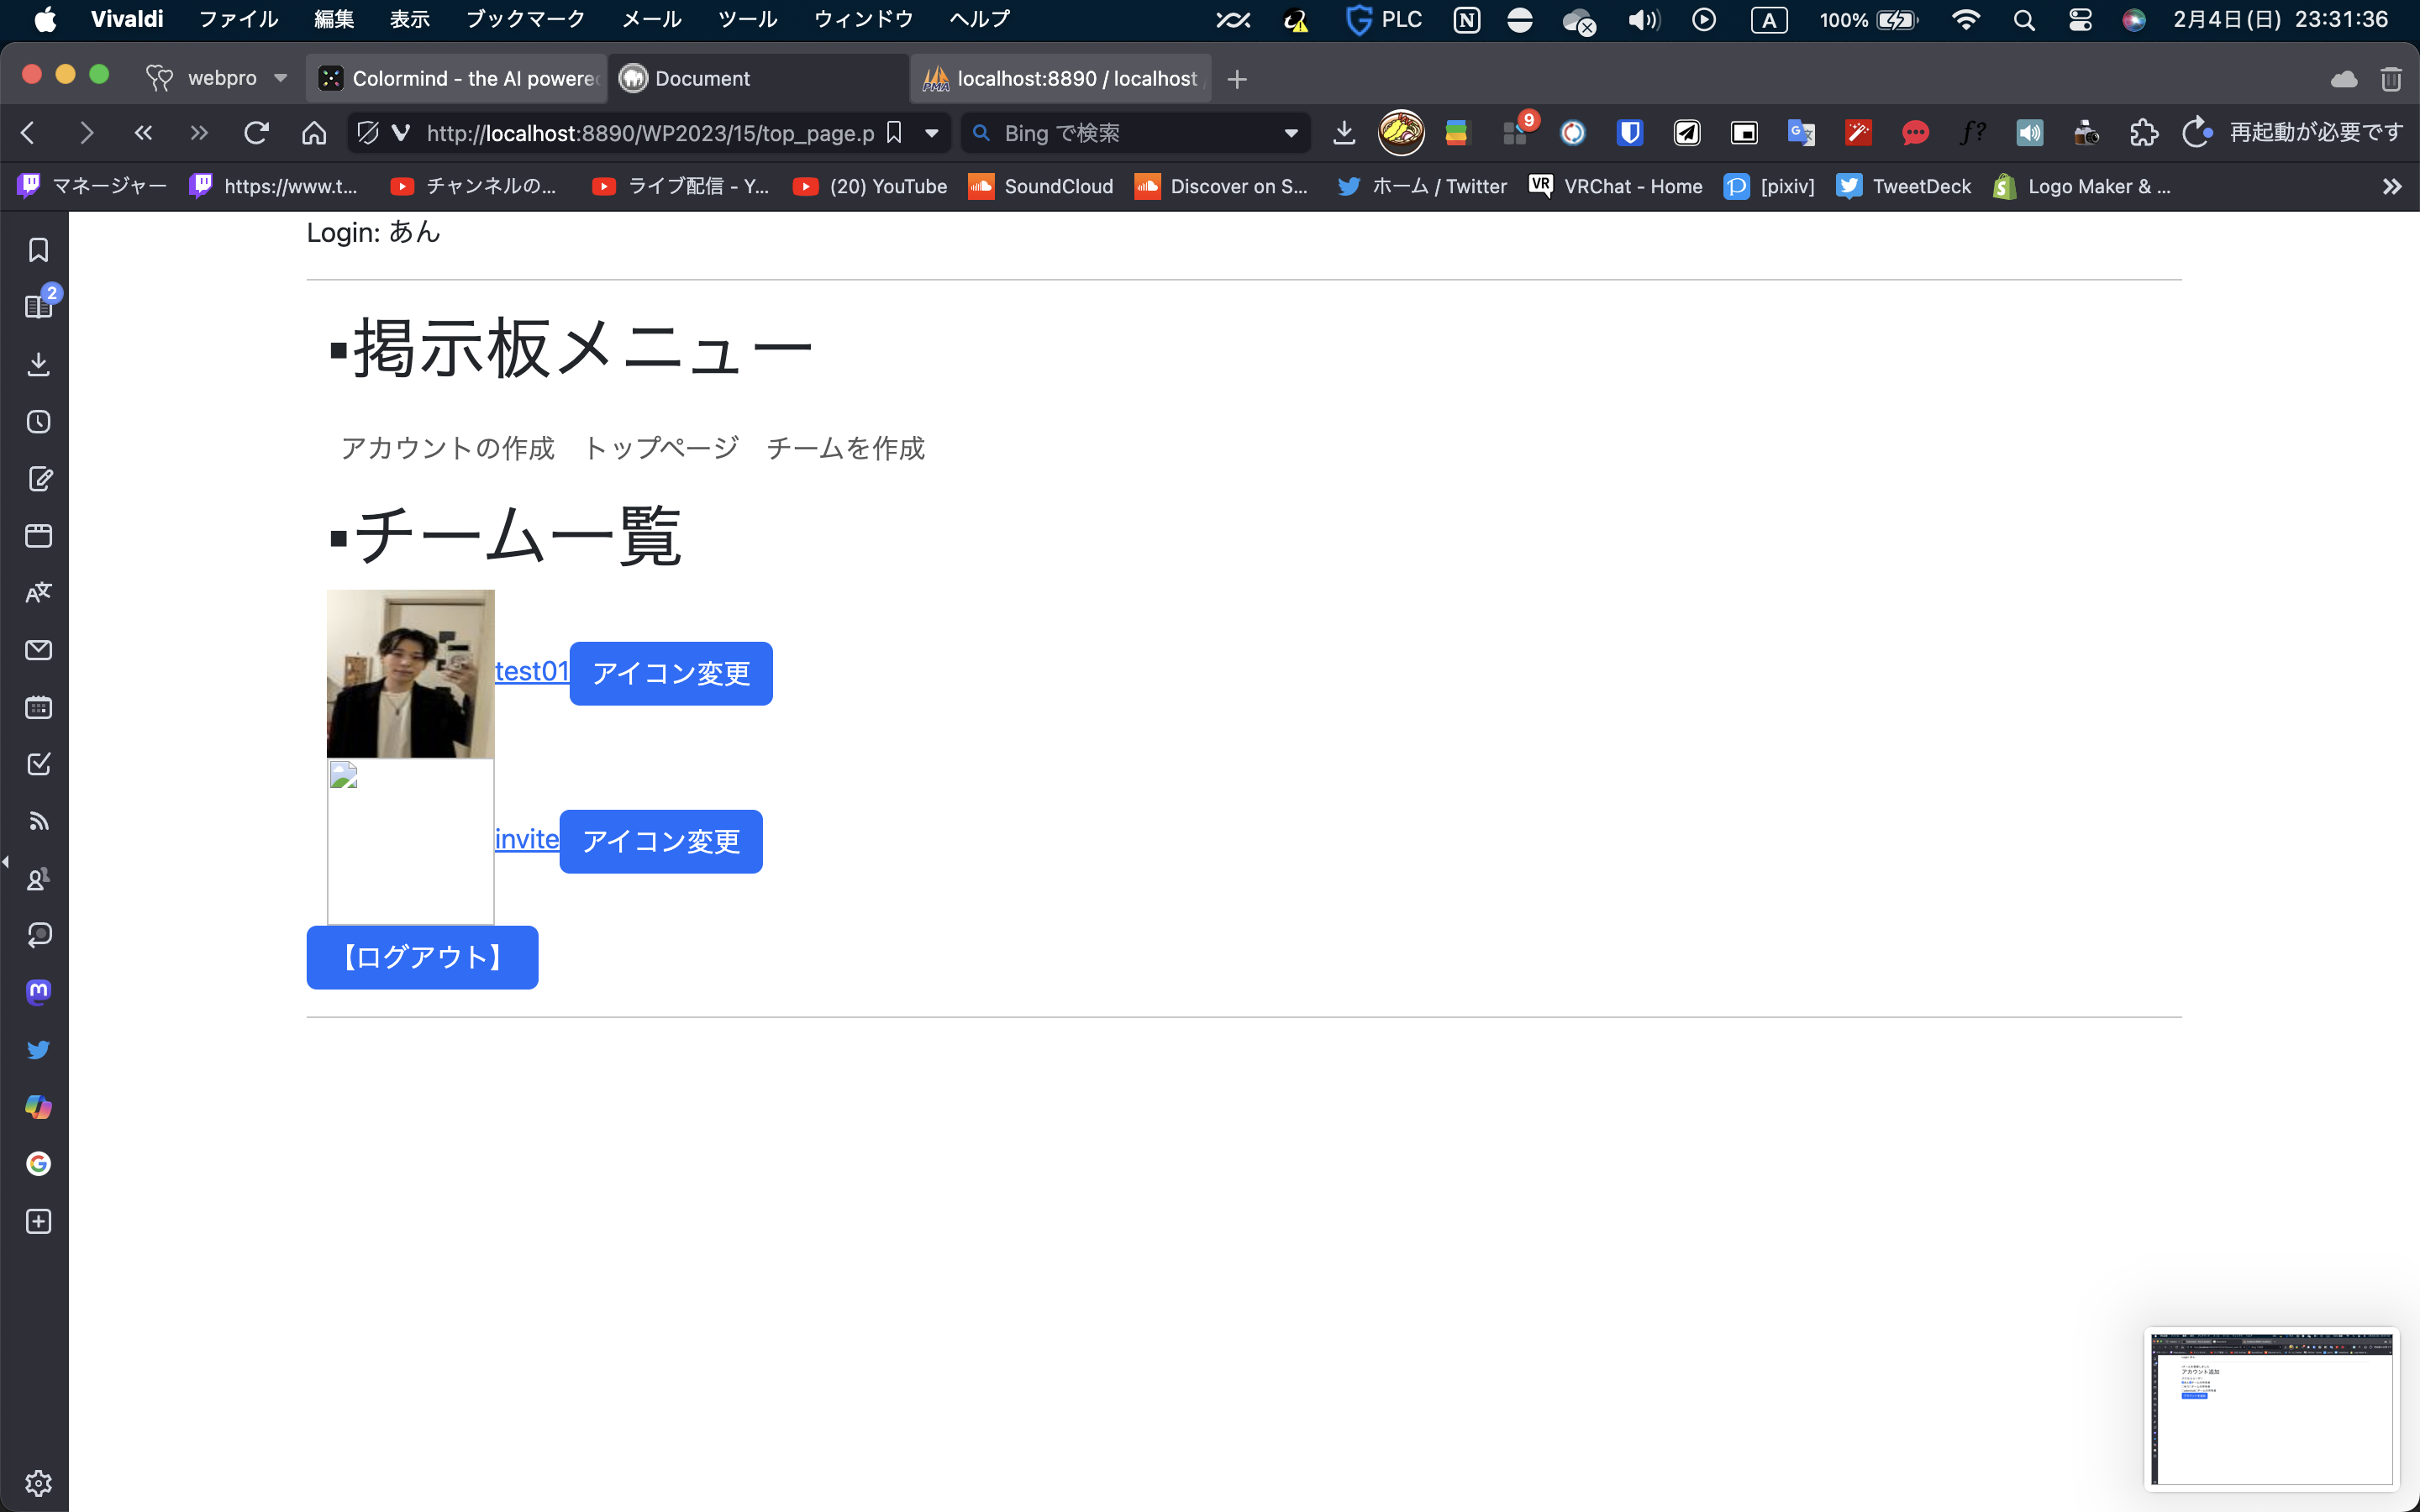 Vivaldi ファイル 編集 表示 ブックマーク メール ツール ウィンドウ ヘルプ PLC A 100% 2月4日(日) 23:31:36
webpro Colormind - the AI powere Document localhost:8890 / localhost
http://localhost:8890/WP2023/15/top_page.p Bing で検索 9 再起動が必要です
マネージャー https://www.t... チャンネルの... ライブ配信 - Y... (20) YouTube SoundCloud Discover on S... ホーム / Twitter VRChat - Home [pixiv] TweetDeck Logo Maker & ...
2
Login: あん
▪掲示板メニュー
アカウントの作成 トップページ チームを作成
▪チーム一覧
test01 アイコン変更
invite アイコン変更
【ログアウト】